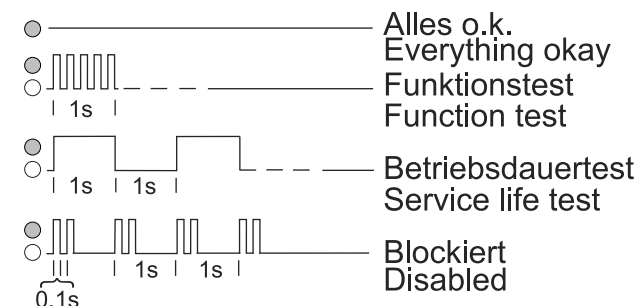 Alles o.k.
Everything okay
Funktionstest
1s
Function test
Betriebsdauertest
1s 1s
Service life test
Blockiert
1s 1s
Disabled
0,1s